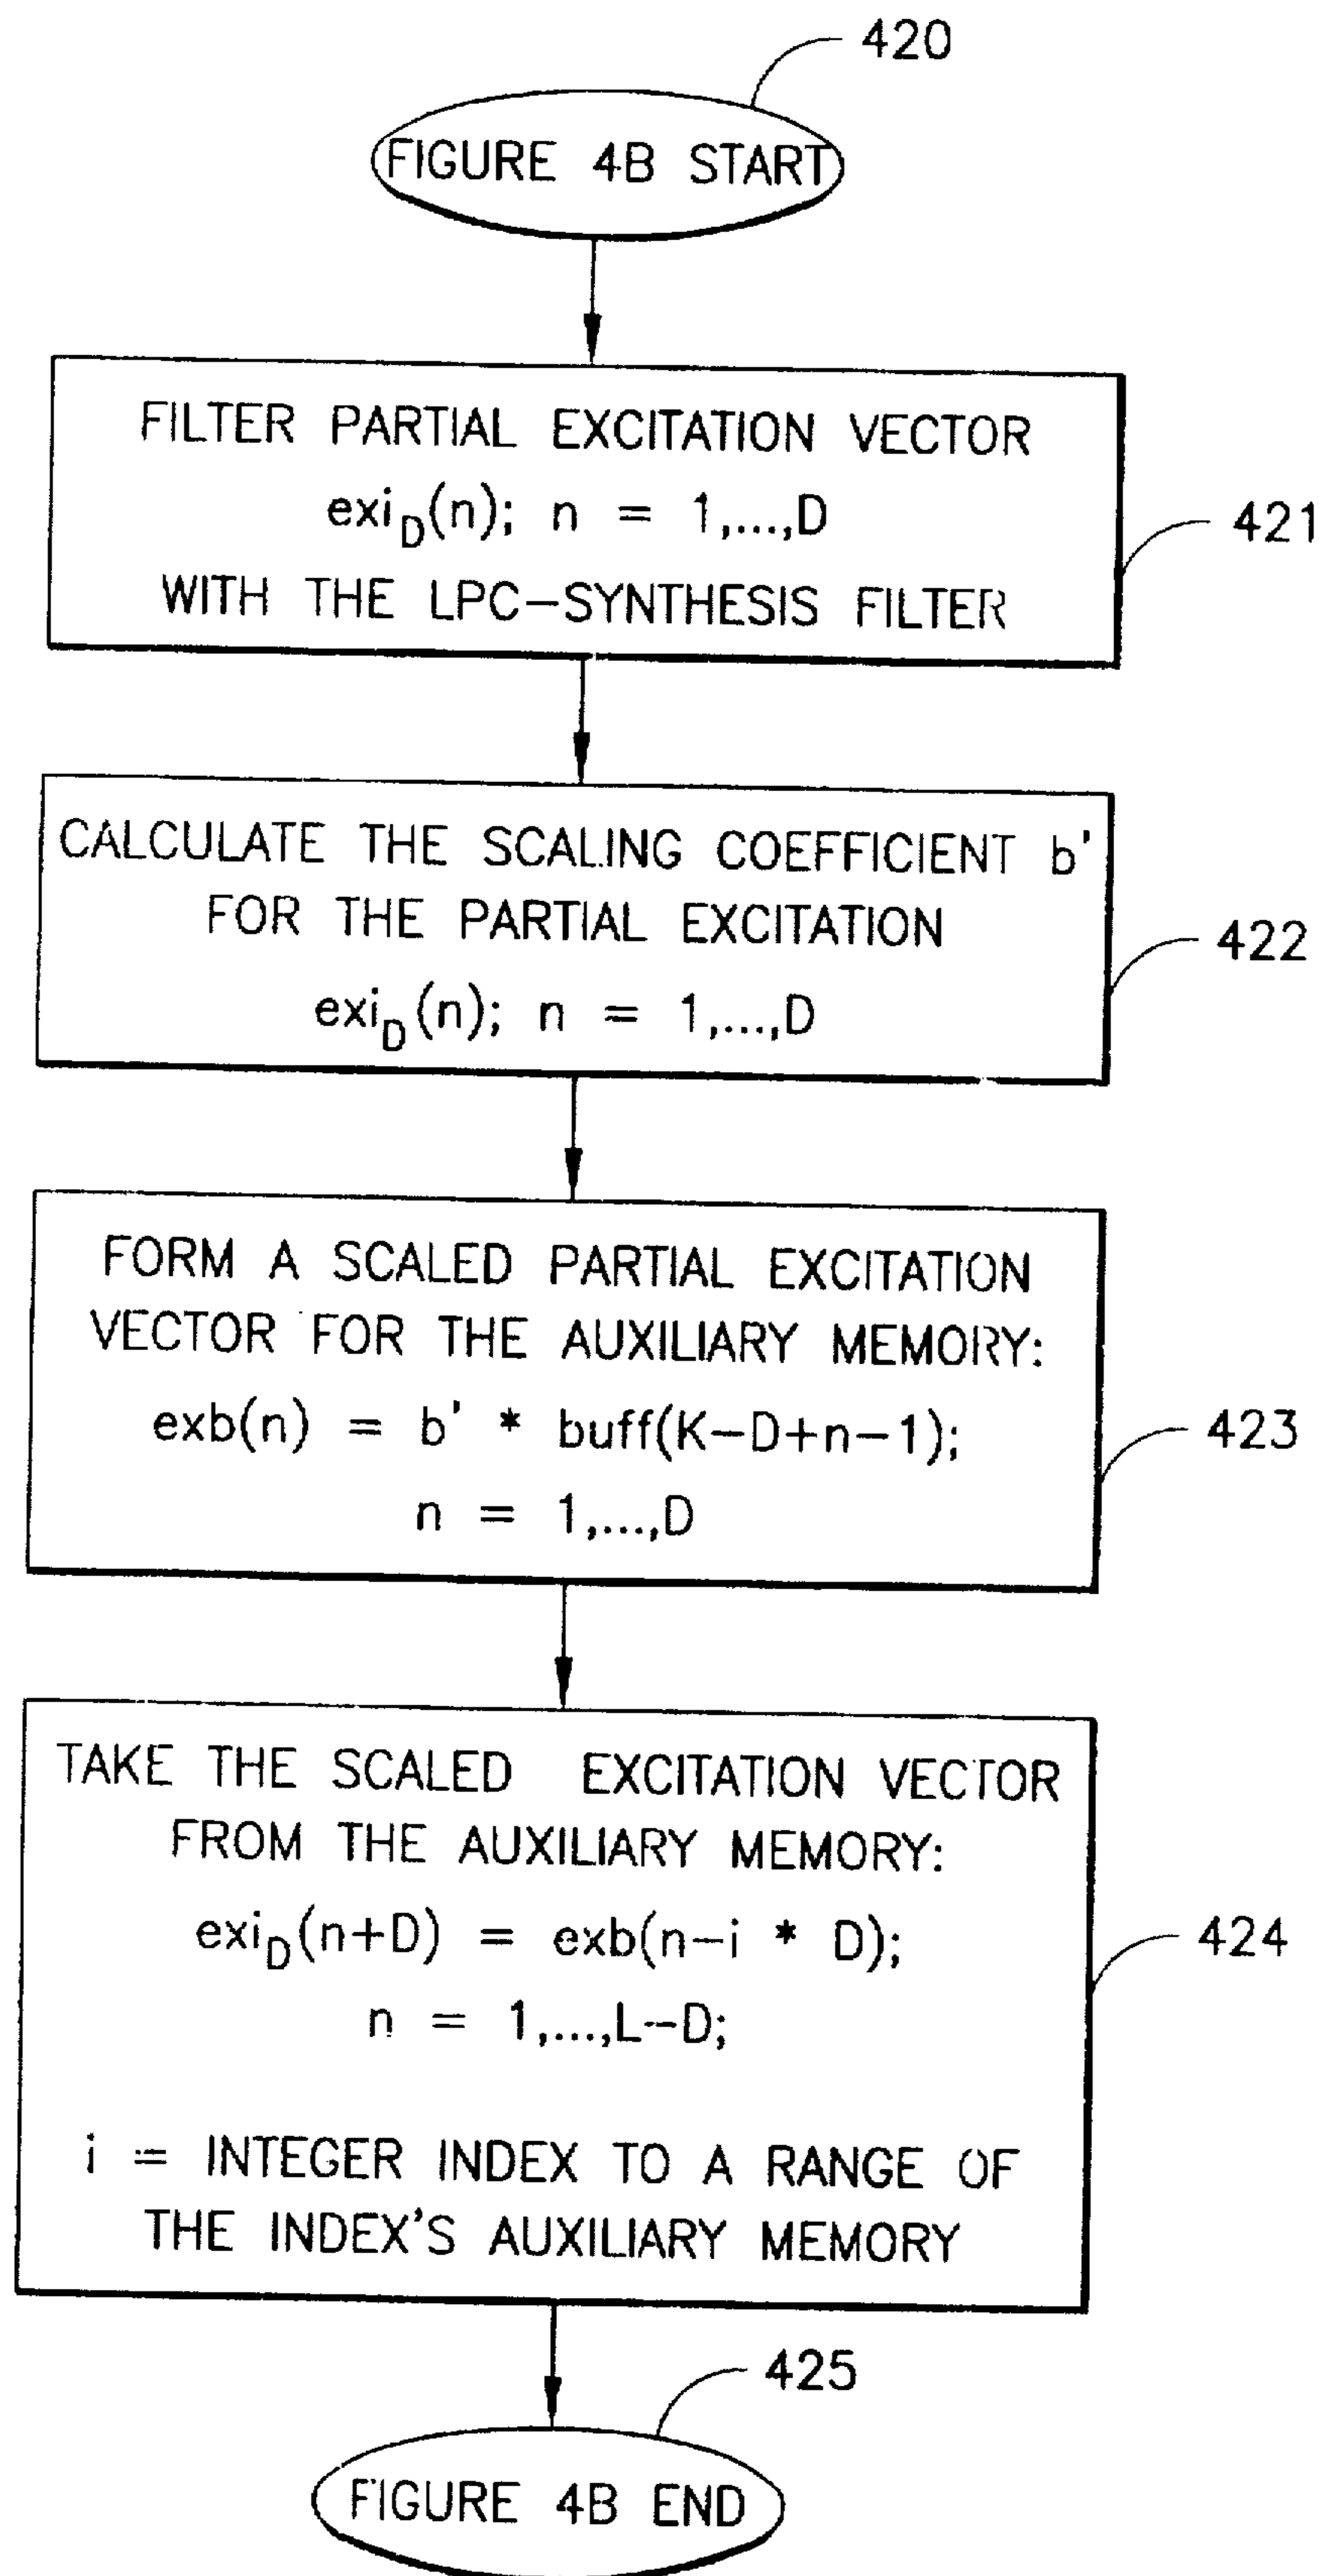 420
FIGURE 4B START
FILTER PARTIAL EXCITATION VECTOR
exi_D(n); n = 1,...,D
WITH THE LPC-SYNTHESIS FILTER
421
CALCULATE THE SCALING COEFFICIENT b'
FOR THE PARTIAL EXCITATION
exi_D(n); n = 1,...,D
422
FORM A SCALED PARTIAL EXCITATION
VECTOR FOR THE AUXILIARY MEMORY:
exb(n) = b' * buff(K-D+n-1);
n = 1,...,D
423
TAKE THE SCALED EXCITATION VECTOR
FROM THE AUXILIARY MEMORY:
exi_D(n+D) = exb(n-i * D);
n = 1,...,L-D;
i = INTEGER INDEX TO A RANGE OF
THE INDEX'S AUXILIARY MEMORY
424
425
FIGURE 4B END